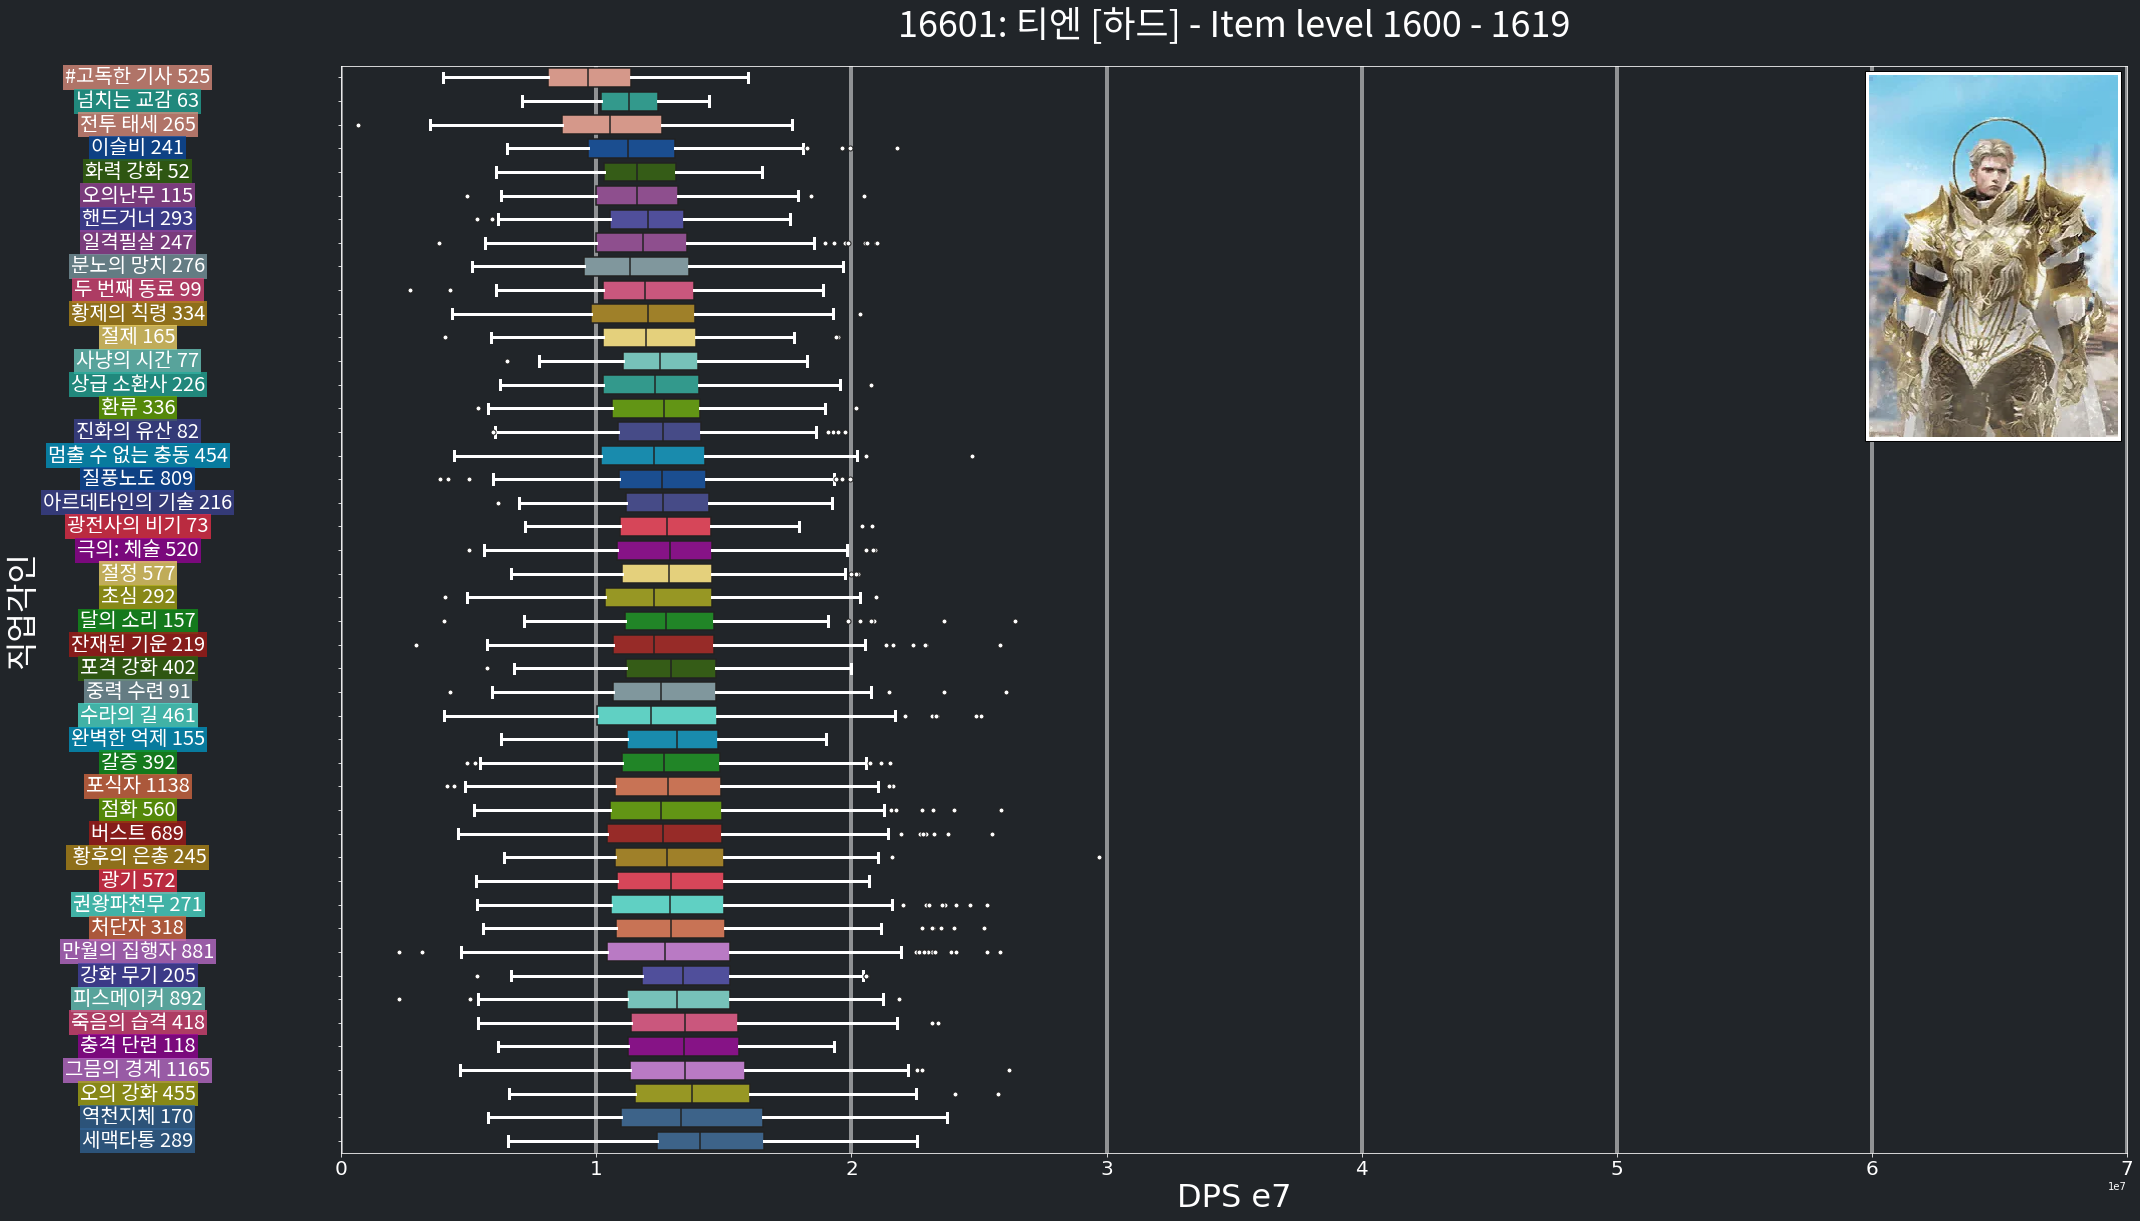 16601: 티엔 [하드] - Item level 1600 - 1619
#고독한 기사 525
넘치는 교감 63
전투 태세 265
이슬비 241
화력 강화 52
오의난무 115
핸드거너 293
일격필살 247
분노의 망치 276
두 번째 동료 99
황제의 칙령 334
절제 165
사냥의 시간 77
상급 소환사 226
환류 336
진화의 유산 82
멈출 수 없는 충동 454
질풍노도 809
아르데타인의 기술 216
광전사의 비기 73
극의: 체술 520
절정 577
초심 292
달의 소리 157
잔재된 기운 219
포격 강화 402
중력 수련 91
수라의 길 461
완벽한 억제 155
갈증 392
포식자 1138
점화 560
버스트 689
황후의 은총 245
광기 572
권왕파천무 271
처단자 318
만월의 집행자 881
강화 무기 205
피스메이커 892
죽음의 습격 418
충격 단련 118
그믐의 경계 1165
오의 강화 455
역천지체 170
세맥타통 289
직업각인
0 1 2 3 4 5 6 7
DPS e7
1e7